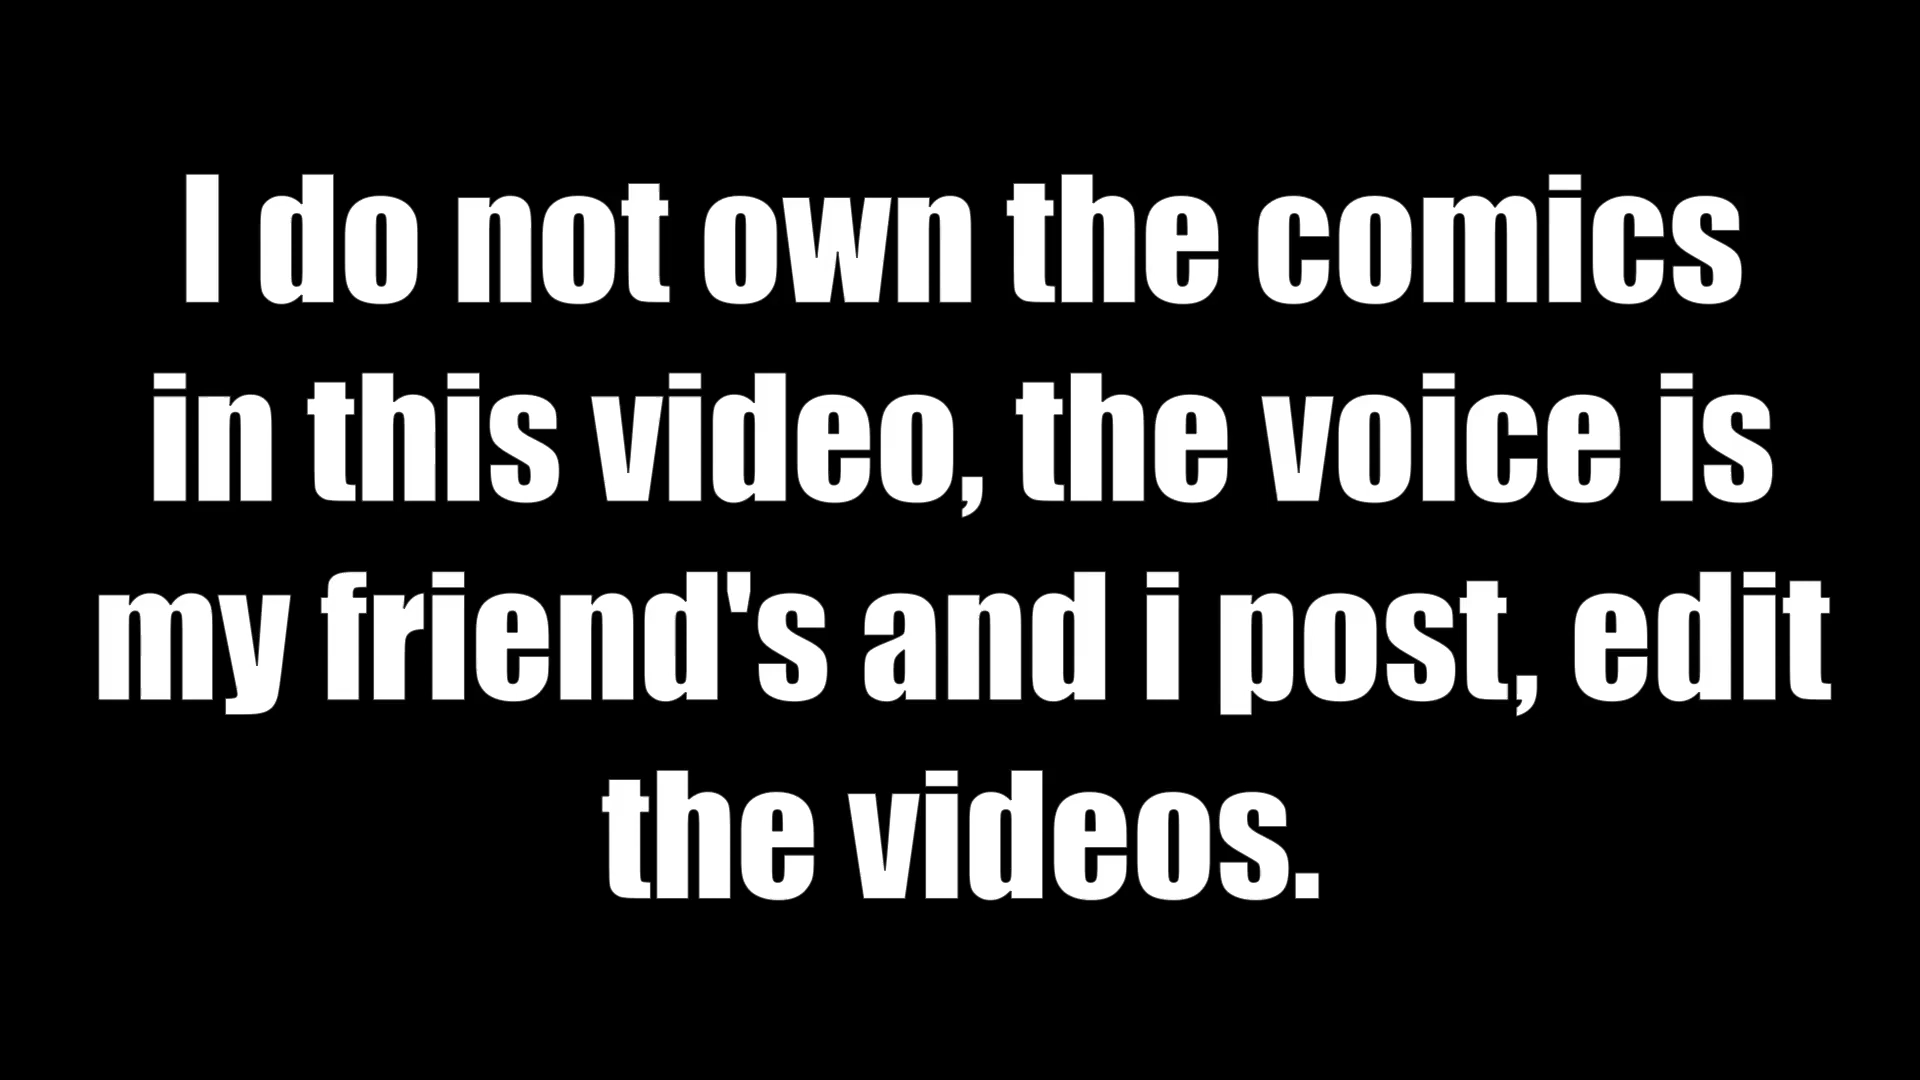 I do not own the comics
in this video, the voice is
my friend's and i post, edit
the videos.